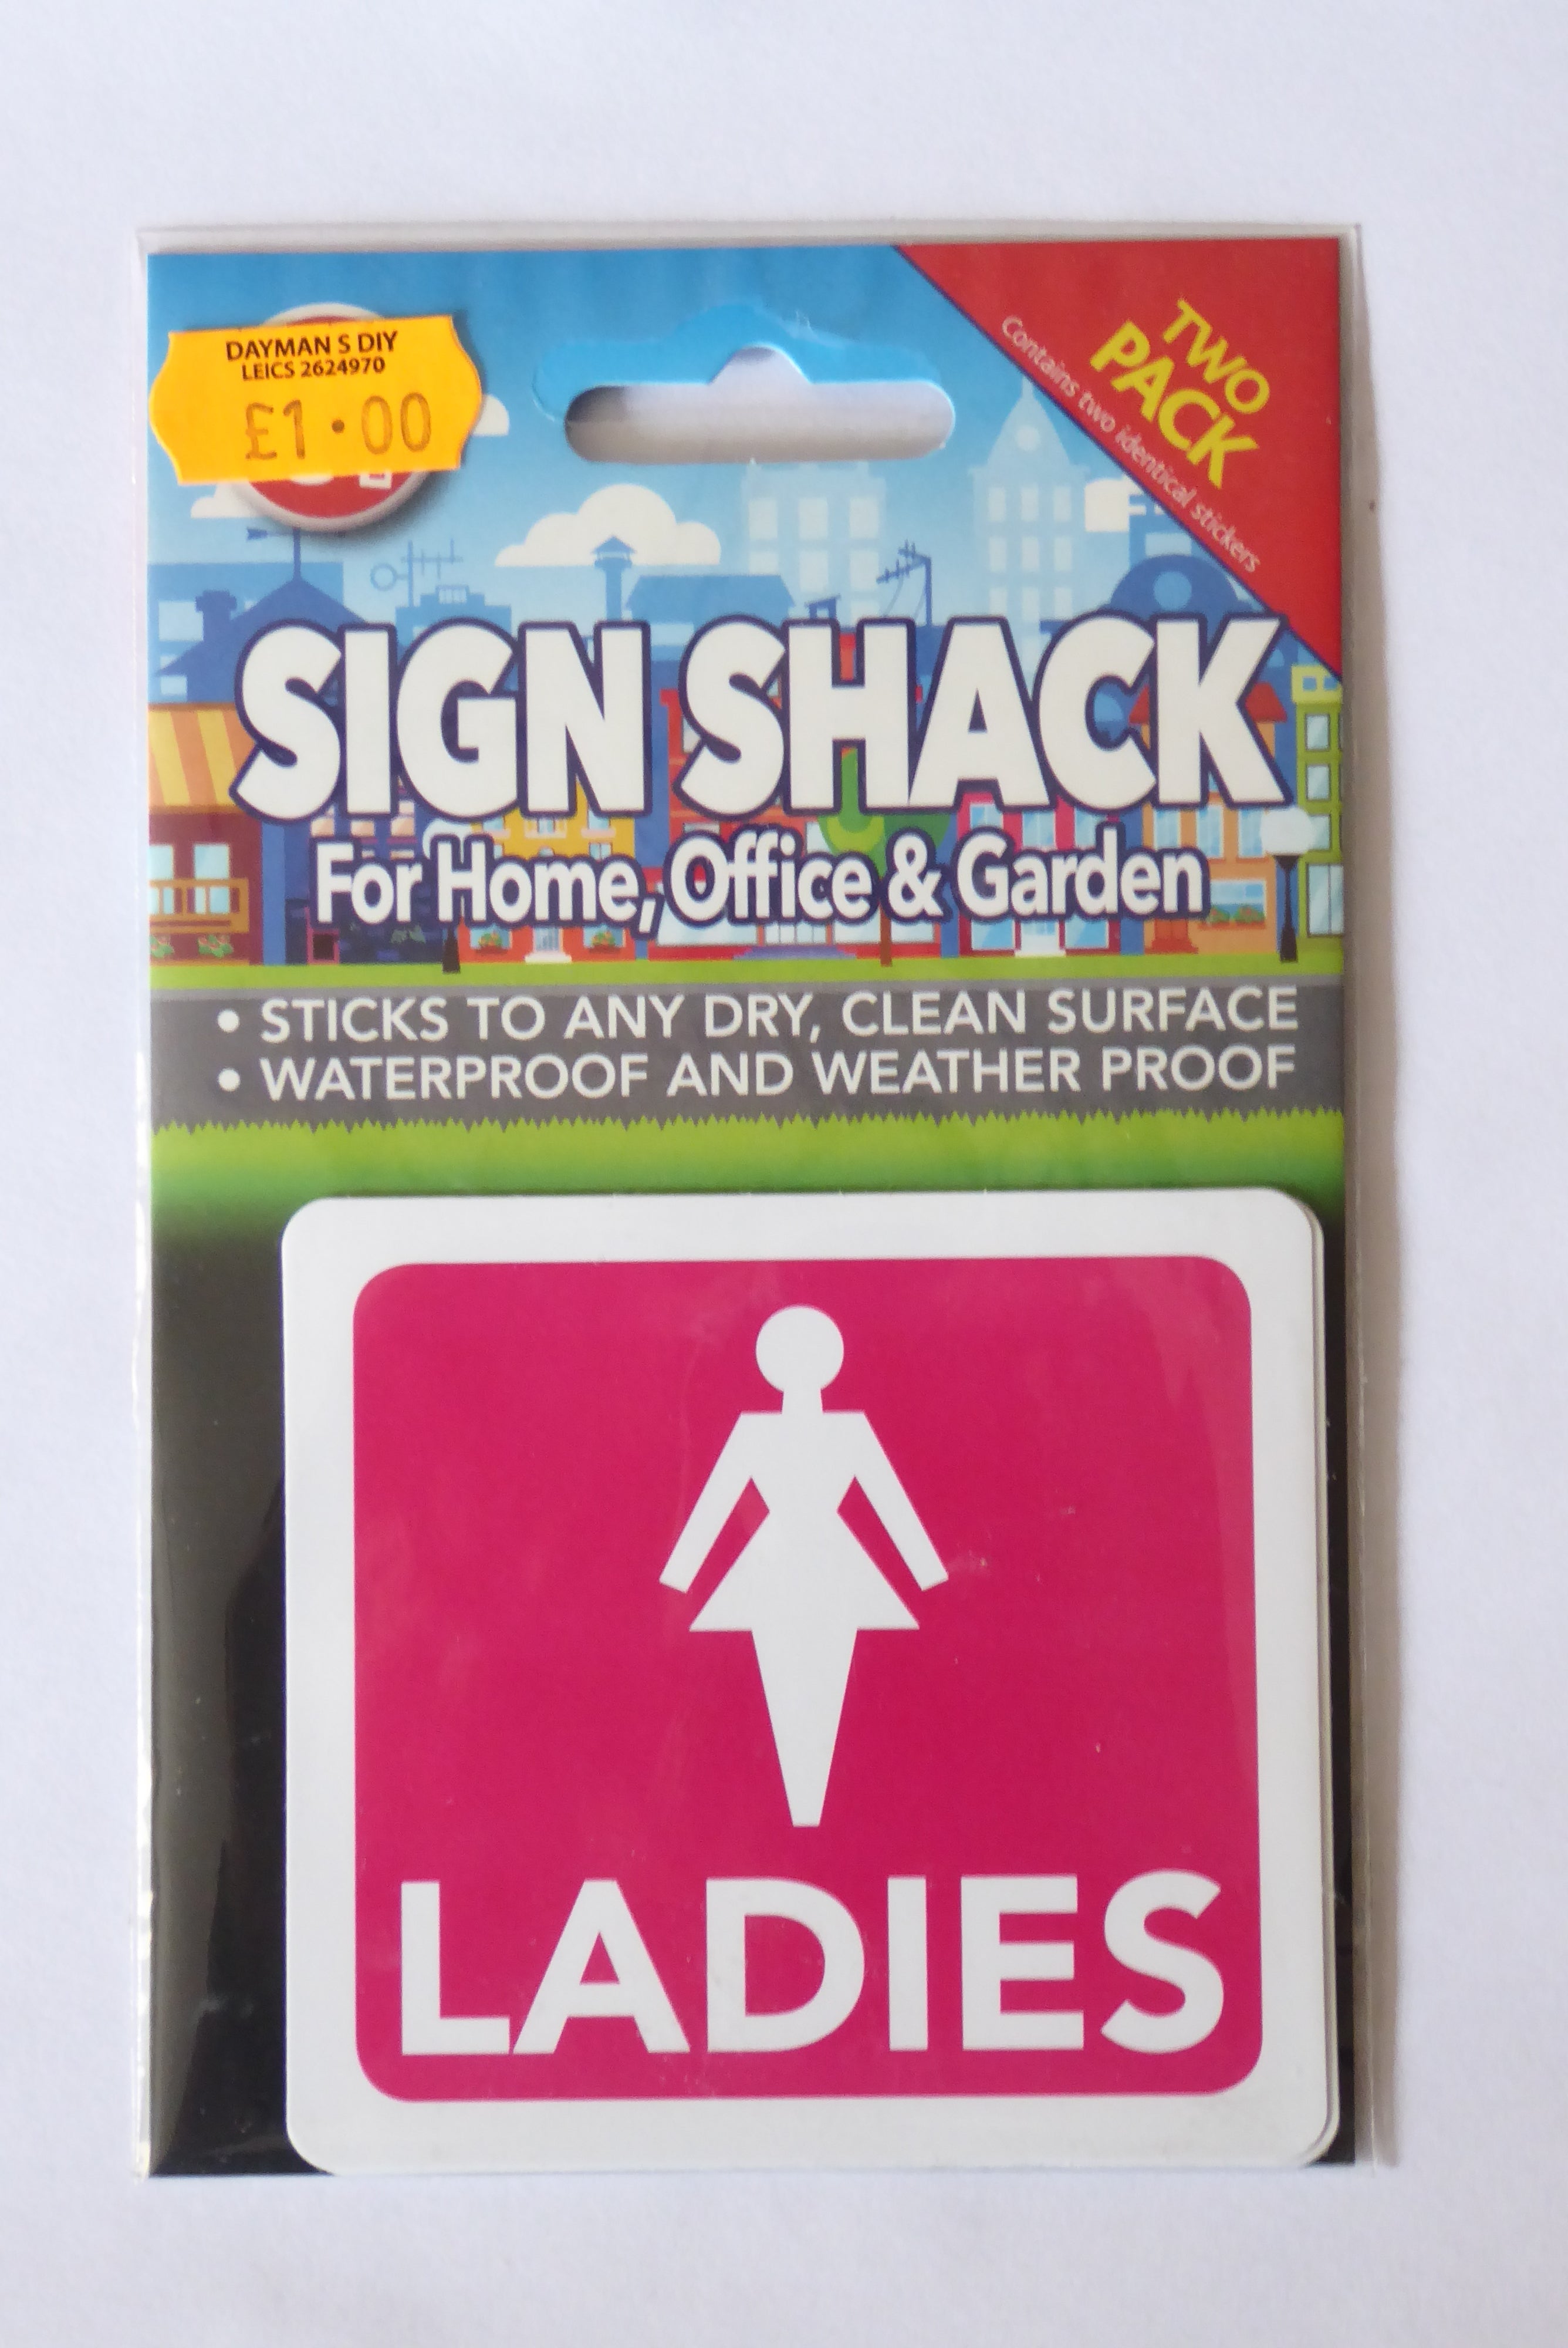 DAYMAN S DIY
LEICS 2624970
£1.00
TWO
PACK
Contains two identical stickers
SIGN SHACK
For Home, Office & Garden
• STICKS TO ANY DRY, CLEAN SURFACE
• WATERPROOF AND WEATHER PROOF
LADIES